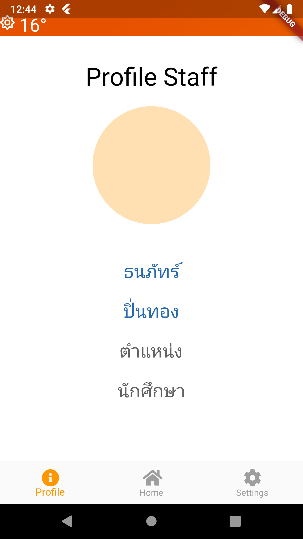 12:44
DEBUG
16°
Profile Staff
ธนภัทร์
ปิ่นทอง
ตำแหน่ง
นักศึกษา
Profile
Home
Settings